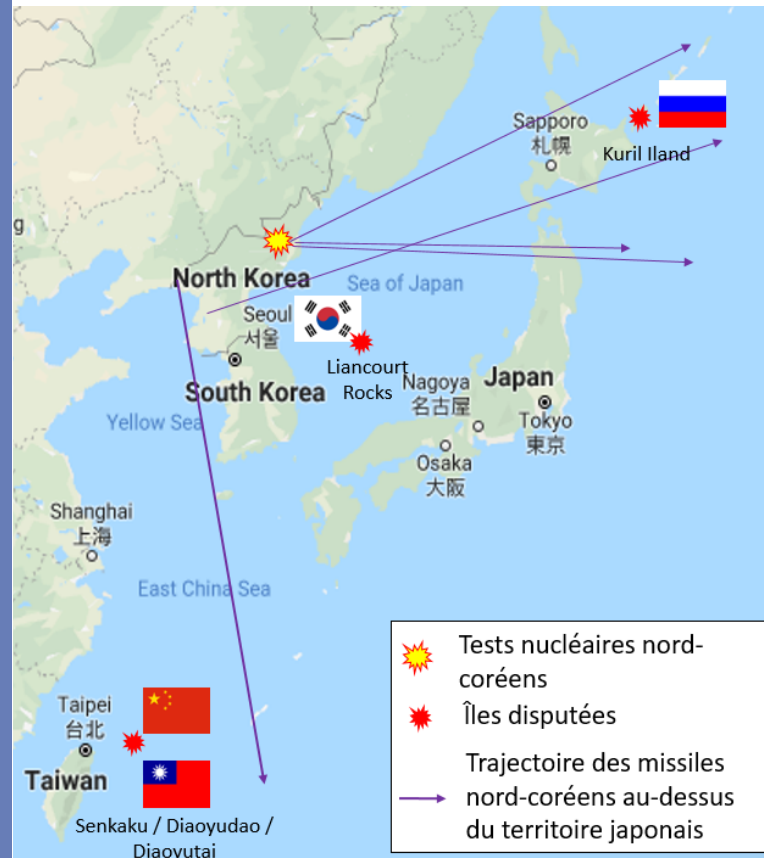 Sapporo
札幌
Kuril Iland
g
North Korea
Sea of Japan
Seoul
서울
Liancourt
Rocks
South Korea
Nagoya
名古屋
Japan
Yellow Sea
Tokyo
東京
Osaka
大阪
Shanghai
上海
East China Sea
Taipei
台北
Taiwan
Senkaku / Diaoyudao /
Diaoyutai
Tests nucléaires nord-
coréens
Îles disputées
Trajectoire des missiles
nord-coréens au-dessus
du territoire japonais